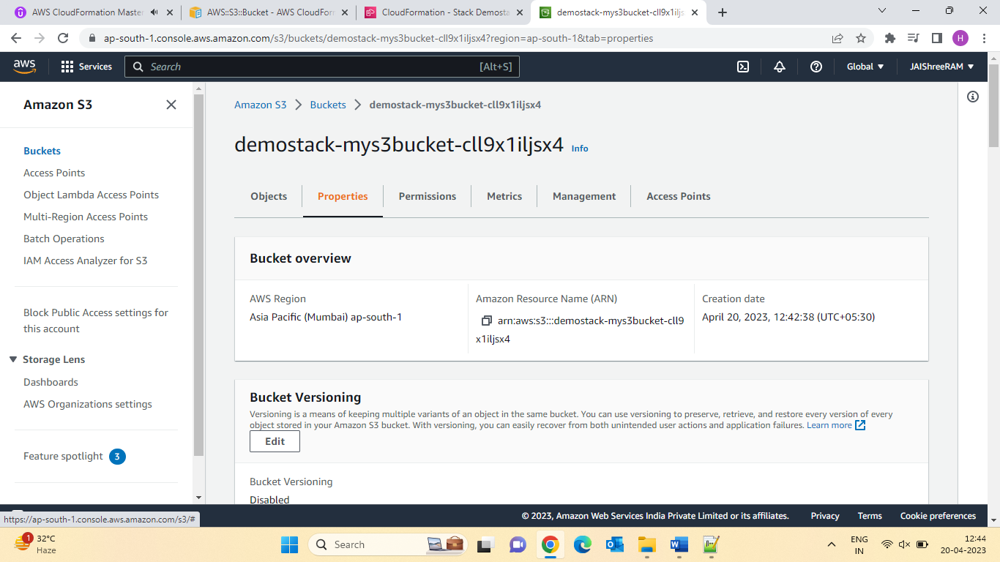 AWS CloudFormation Master
AWS::S3::Bucket - AWS CloudForm
CloudFormation - Stack Demosta
demostack-mys3bucket-cll9x1iljs
ap-south-1.console.aws.amazon.com/s3/buckets/demostack-mys3bucket-cll9x1iljsx4?region=ap-south-1&tab=properties
H
aws
Services
Search
[Alt+S]
Global
JAIShreeRAM
Amazon S3
Buckets
Access Points
Object Lambda Access Points
Multi-Region Access Points
Batch Operations
IAM Access Analyzer for S3
Block Public Access settings for
this account
Storage Lens
Dashboards
AWS Organizations settings
Feature spotlight 3
Amazon S3 > Buckets > demostack-mys3bucket-cll9x1iljsx4
demostack-mys3bucket-cll9x1iljsx4 Info
Objects
Properties
Permissions
Metrics
Management
Access Points
Bucket overview
AWS Region
Asia Pacific (Mumbai) ap-south-1
Amazon Resource Name (ARN)
arn:aws:s3:::demostack-mys3bucket-cll9
x1iljsx4
Creation date
April 20, 2023, 12:42:38 (UTC+05:30)
Bucket Versioning
Versioning is a means of keeping multiple variants of an object in the same bucket. You can use versioning to preserve, retrieve, and restore every version of every
object stored in your Amazon S3 bucket. With versioning, you can easily recover from both unintended user actions and application failures. Learn more
Edit
Bucket Versioning
Disabled
https://ap-south-1.console.aws.amazon.com/s3/#
© 2023, Amazon Web Services India Private Limited or its affiliates.
Privacy
Terms
Cookie preferences
1
32°C
Haze
Search
ENG
IN
12:44
20-04-2023